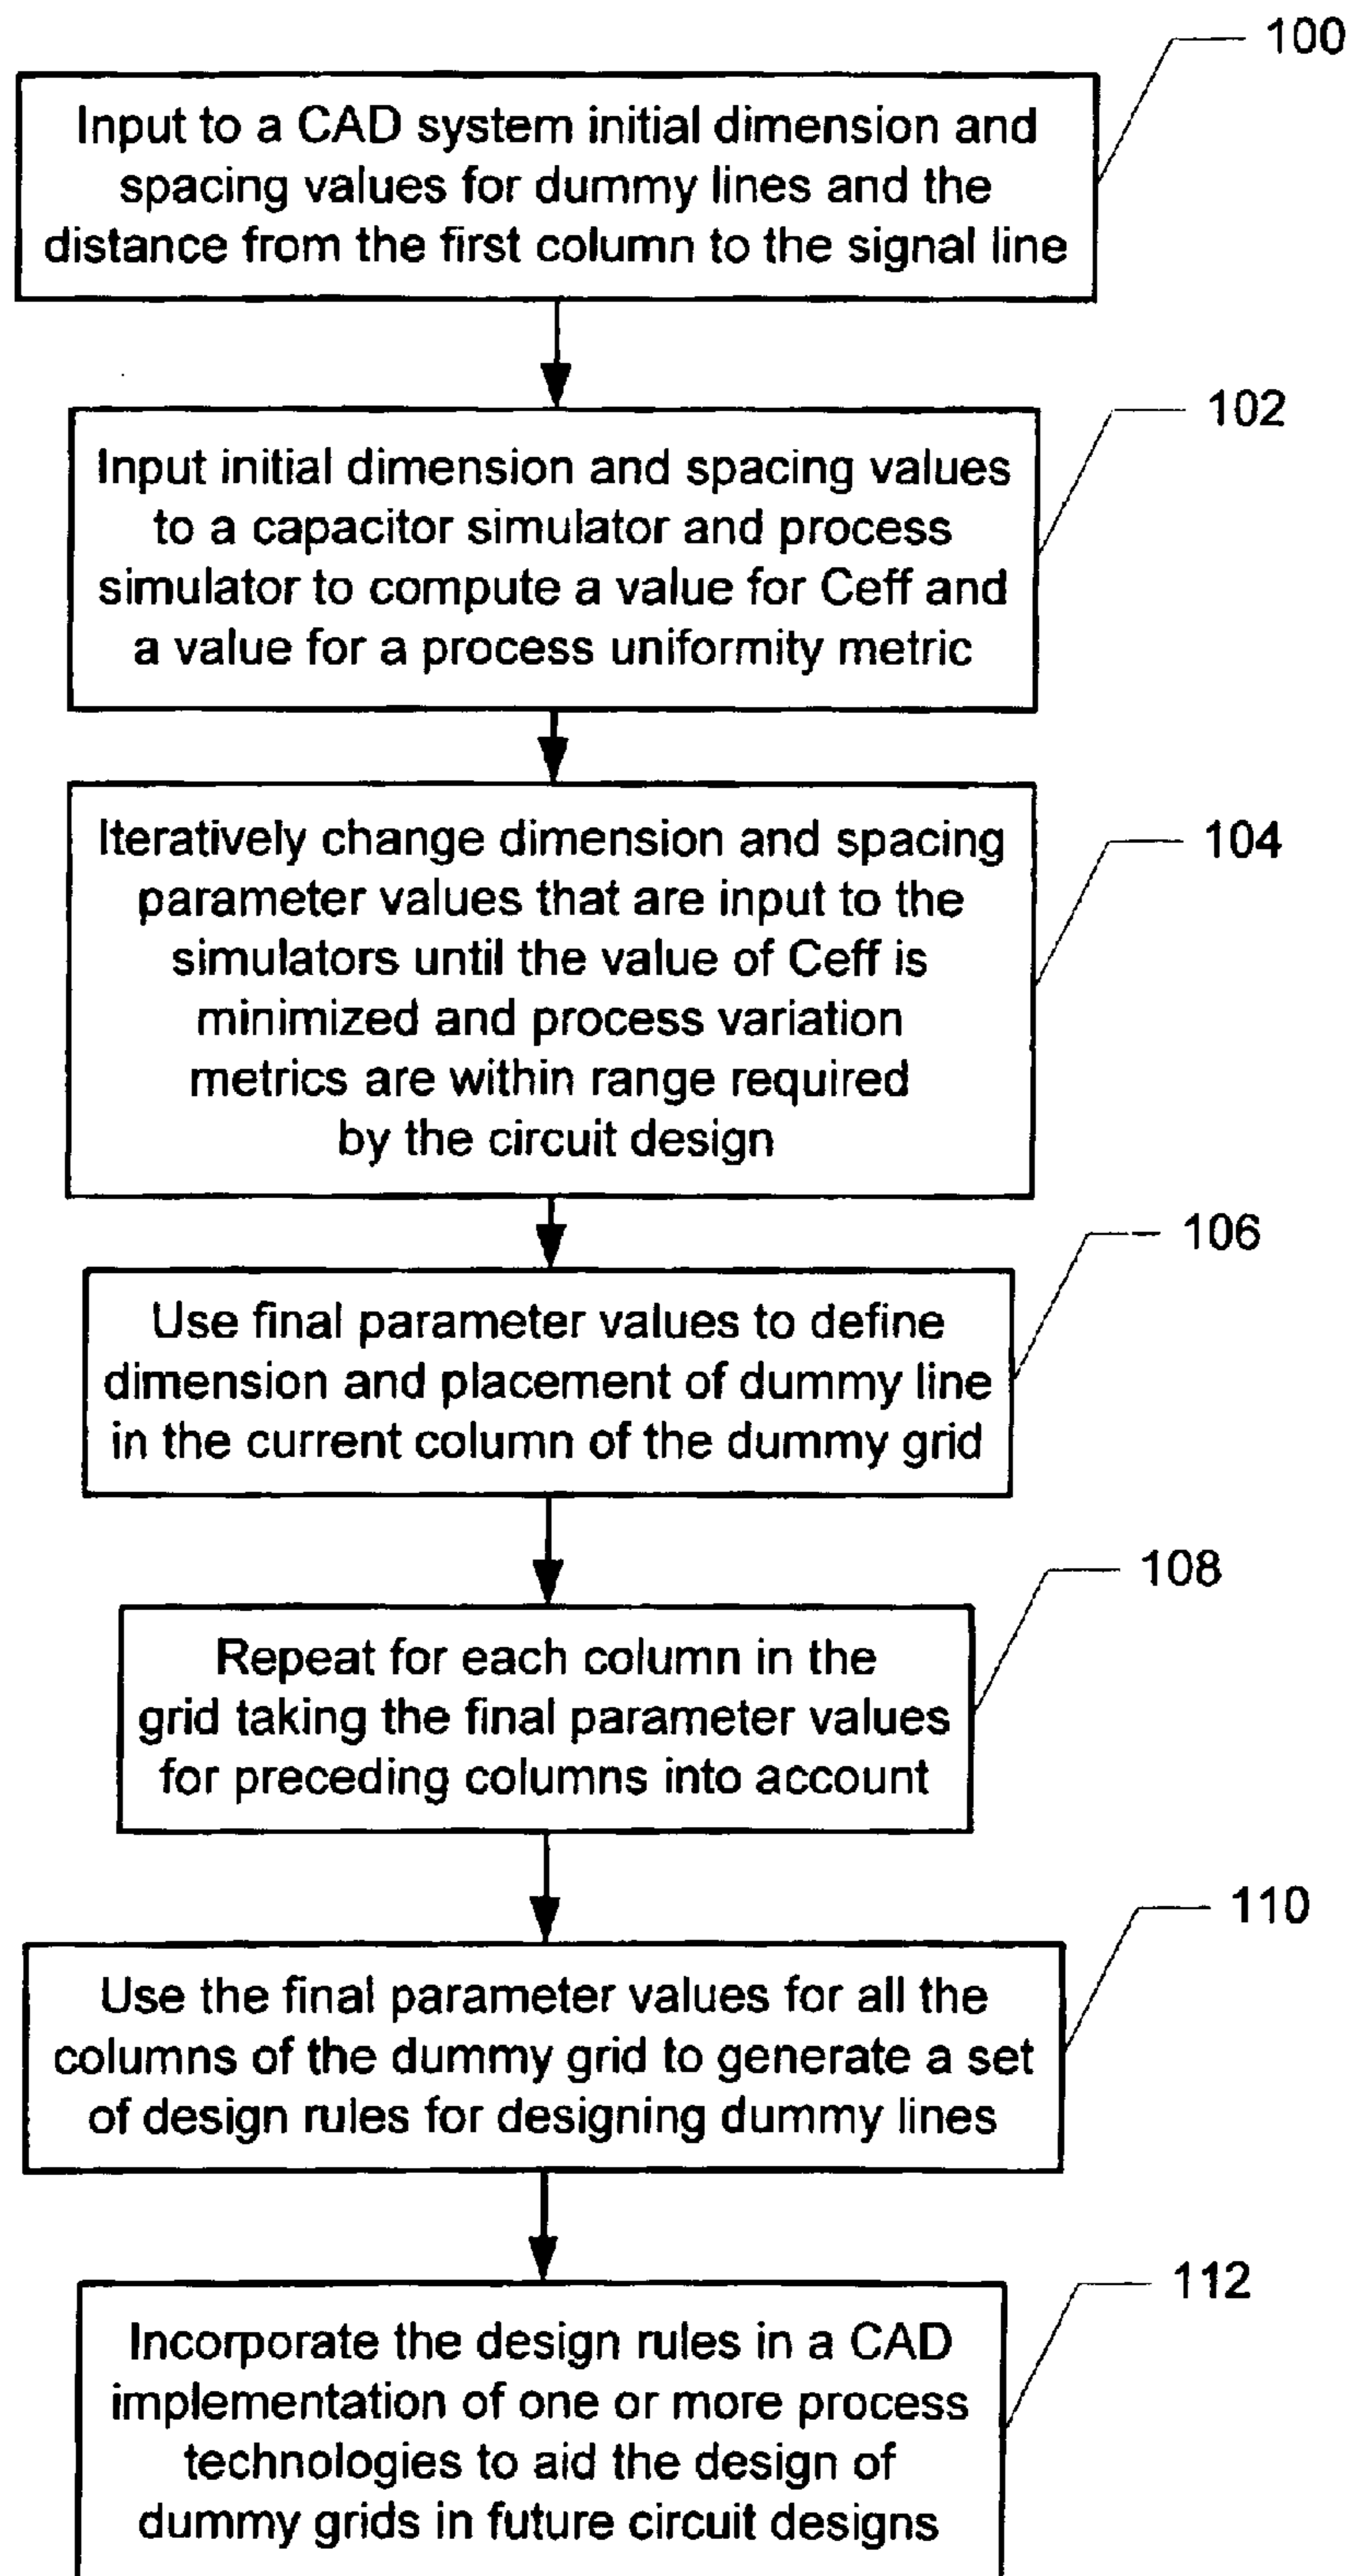 100
Input to a CAD system initial dimension and
spacing values for dummy lines and the
distance from the first column to the signal line
102
Input initial dimension and spacing values
to a capacitor simulator and process
simulator to compute a value for Ceff and
a value for a process uniformity metric
104
Iteratively change dimension and spacing
parameter values that are input to the
simulators until the value of Ceff is
minimized and process variation
metrics are within range required
by the circuit design
106
Use final parameter values to define
dimension and placement of dummy line
in the current column of the dummy grid
108
Repeat for each column in the
grid taking the final parameter values
for preceding columns into account
110
Use the final parameter values for all the
columns of the dummy grid to generate a set
of design rules for designing dummy lines
112
Incorporate the design rules in a CAD
implementation of one or more process
technologies to aid the design of
dummy grids in future circuit designs